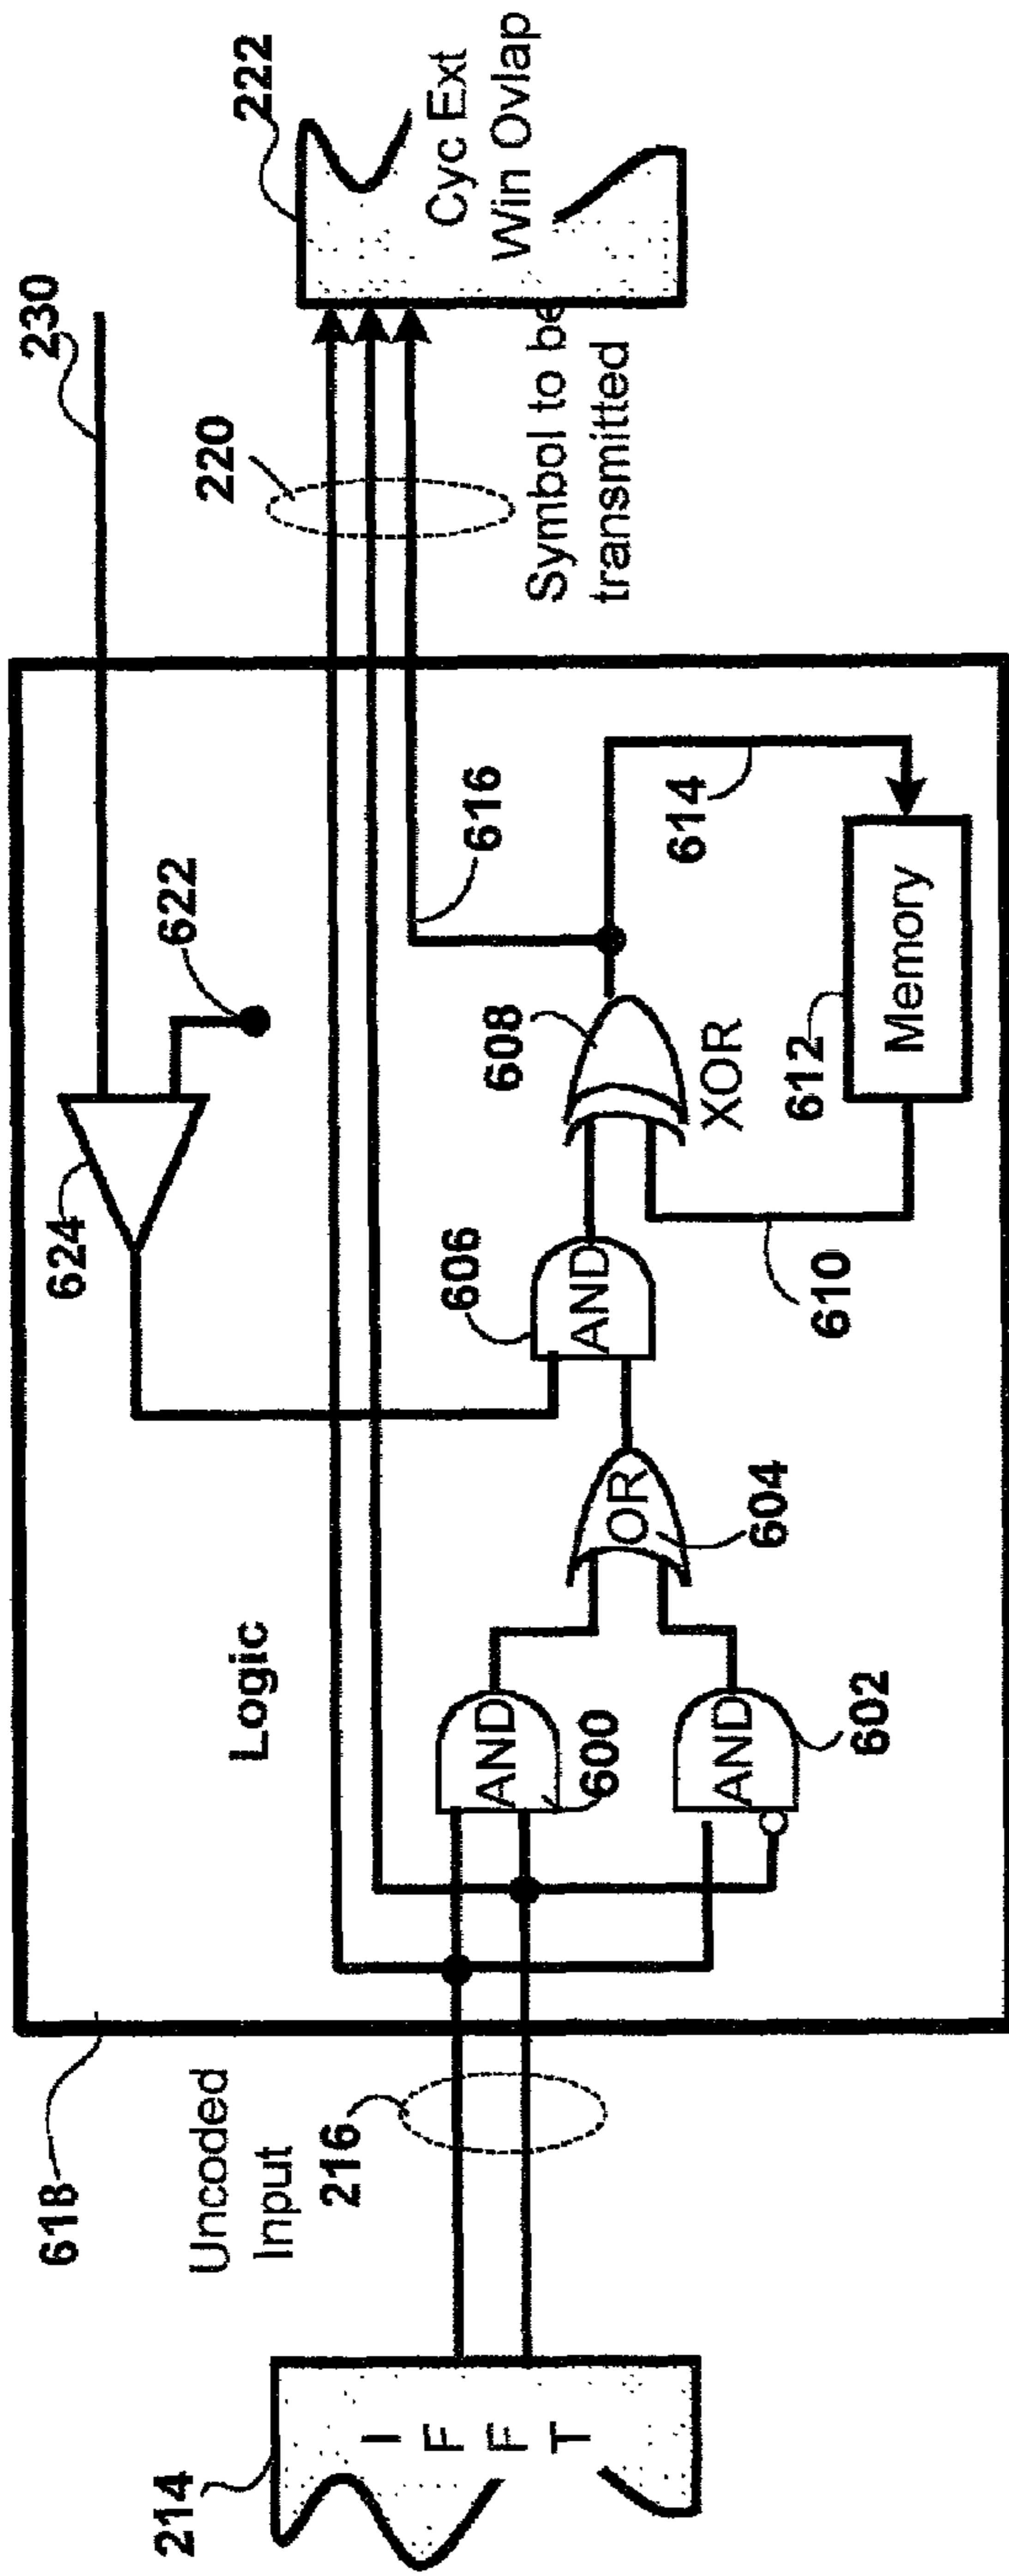 214
IFFT
Uncoded
Input
216
618
Logic
AND
600
AND
602
OR
604
AND
606
XOR
608
610
Memory
612
614
616
622
624
230
220
Symbol to be
transmitted
222
Cyc Ext
Win Ovlap